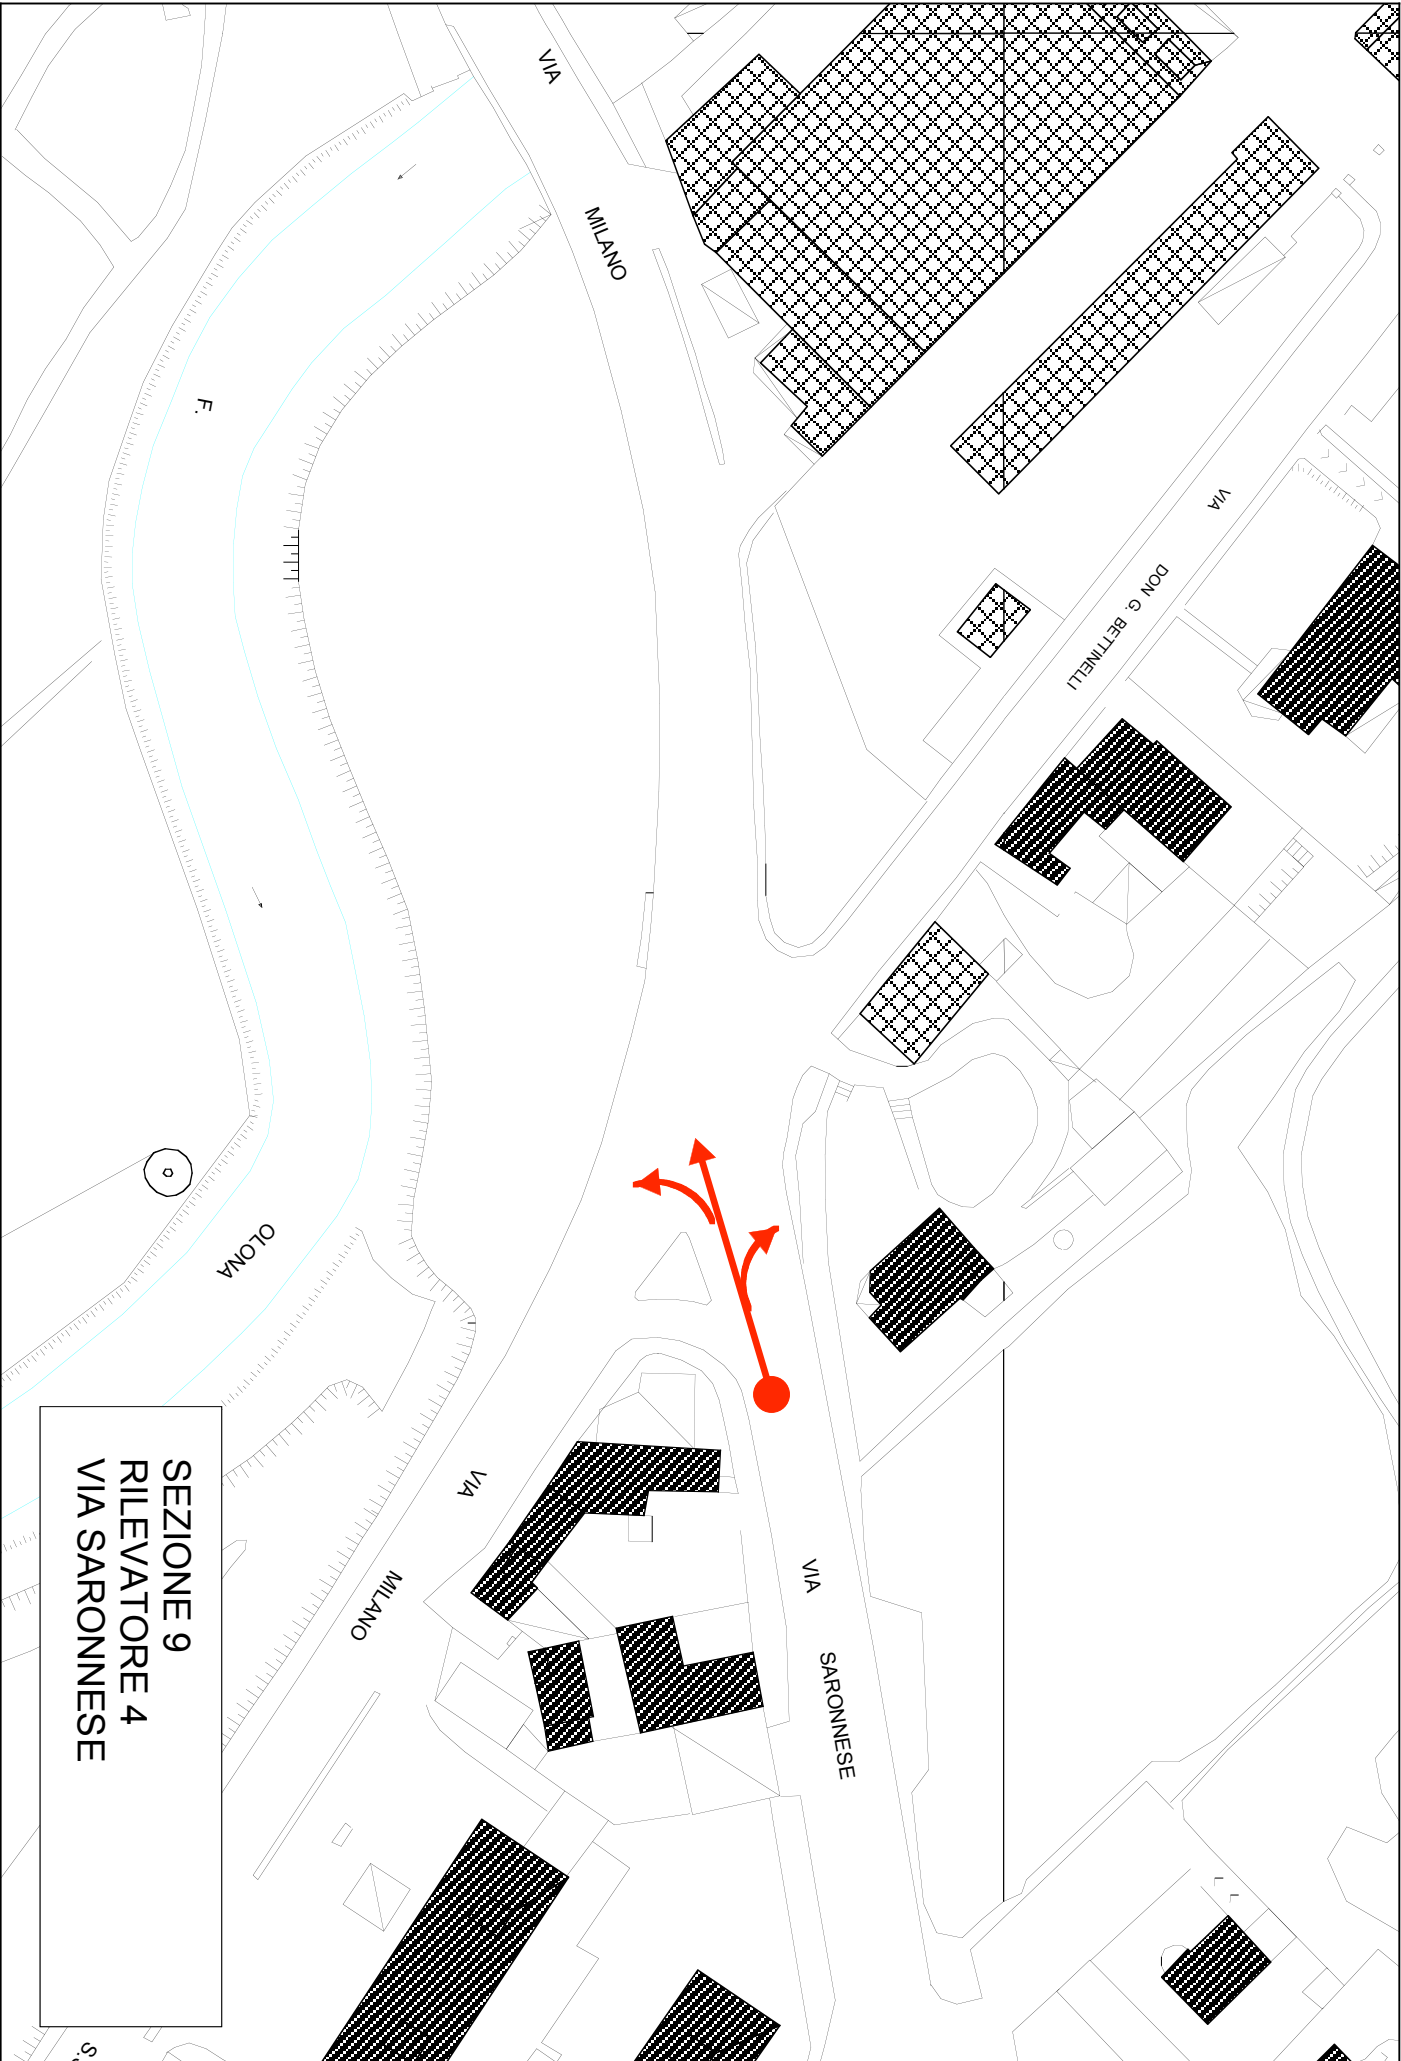 VIA
MILANO
F.
VIA
DON G. BETTINELLI
OLONA
VIA
MILANO
VIA
SARONNESE
SEZIONE 9
RILEVATORE 4
VIA SARONNESE